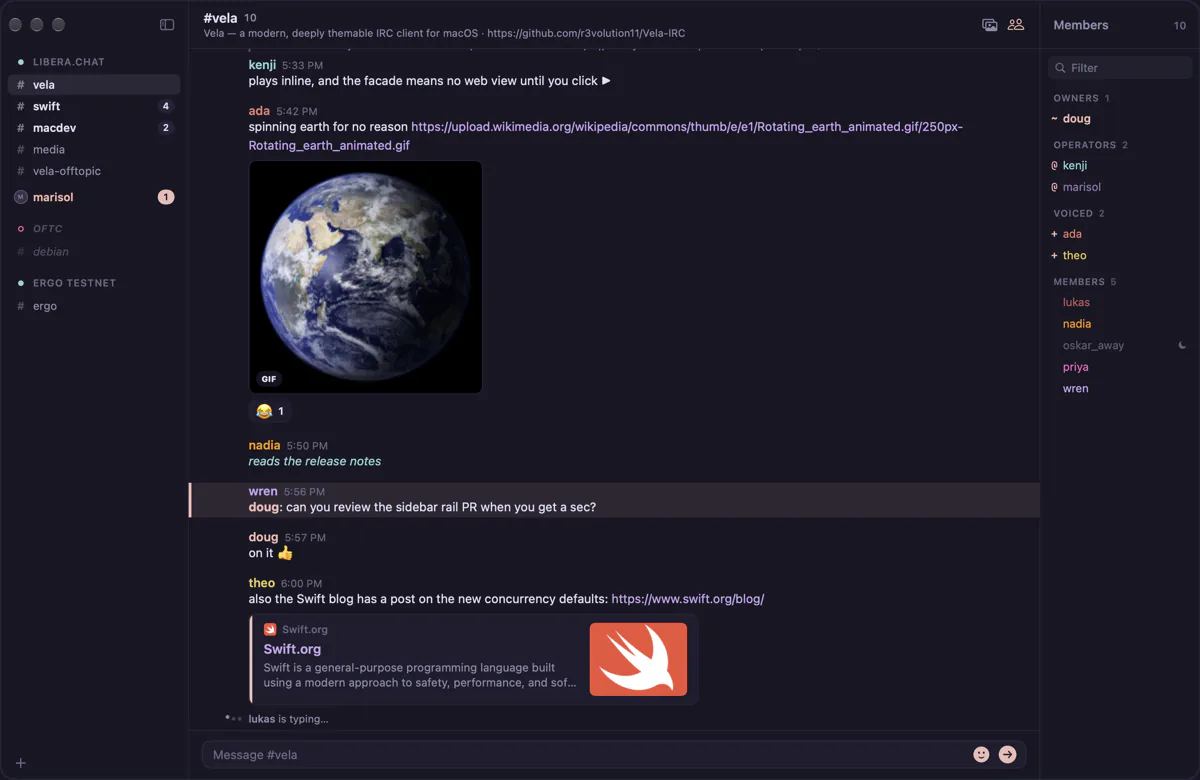 LIBERA.CHAT
# vela
# swift 4
# macdev 2
# media
# vela-offtopic
M marisol 1
OFTC
# debian
ERGO TESTNET
# ergo
+
#vela 10
Vela — a modern, deeply themable IRC client for macOS · https://github.com/r3volution11/Vela-IRC
kenji 5:33 PM
plays inline, and the facade means no web view until you click ▶
ada 5:42 PM
spinning earth for no reason https://upload.wikimedia.org/wikipedia/commons/thumb/e/e1/Rotating_earth_animated.gif/250px-
Rotating_earth_animated.gif
GIF
😂 1
nadia 5:50 PM
reads the release notes
wren 5:56 PM
doug: can you review the sidebar rail PR when you get a sec?
doug 5:57 PM
on it 👍
theo 6:00 PM
also the Swift blog has a post on the new concurrency defaults: https://www.swift.org/blog/
Swift.org
Swift.org
Swift is a general-purpose programming language built
using a modern approach to safety, performance, and sof...
lukas is typing...
Message #vela
Members 10
Filter
OWNERS 1
~ doug
OPERATORS 2
@ kenji
@ marisol
VOICED 2
+ ada
+ theo
MEMBERS 5
lukas
nadia
oskar_away
priya
wren